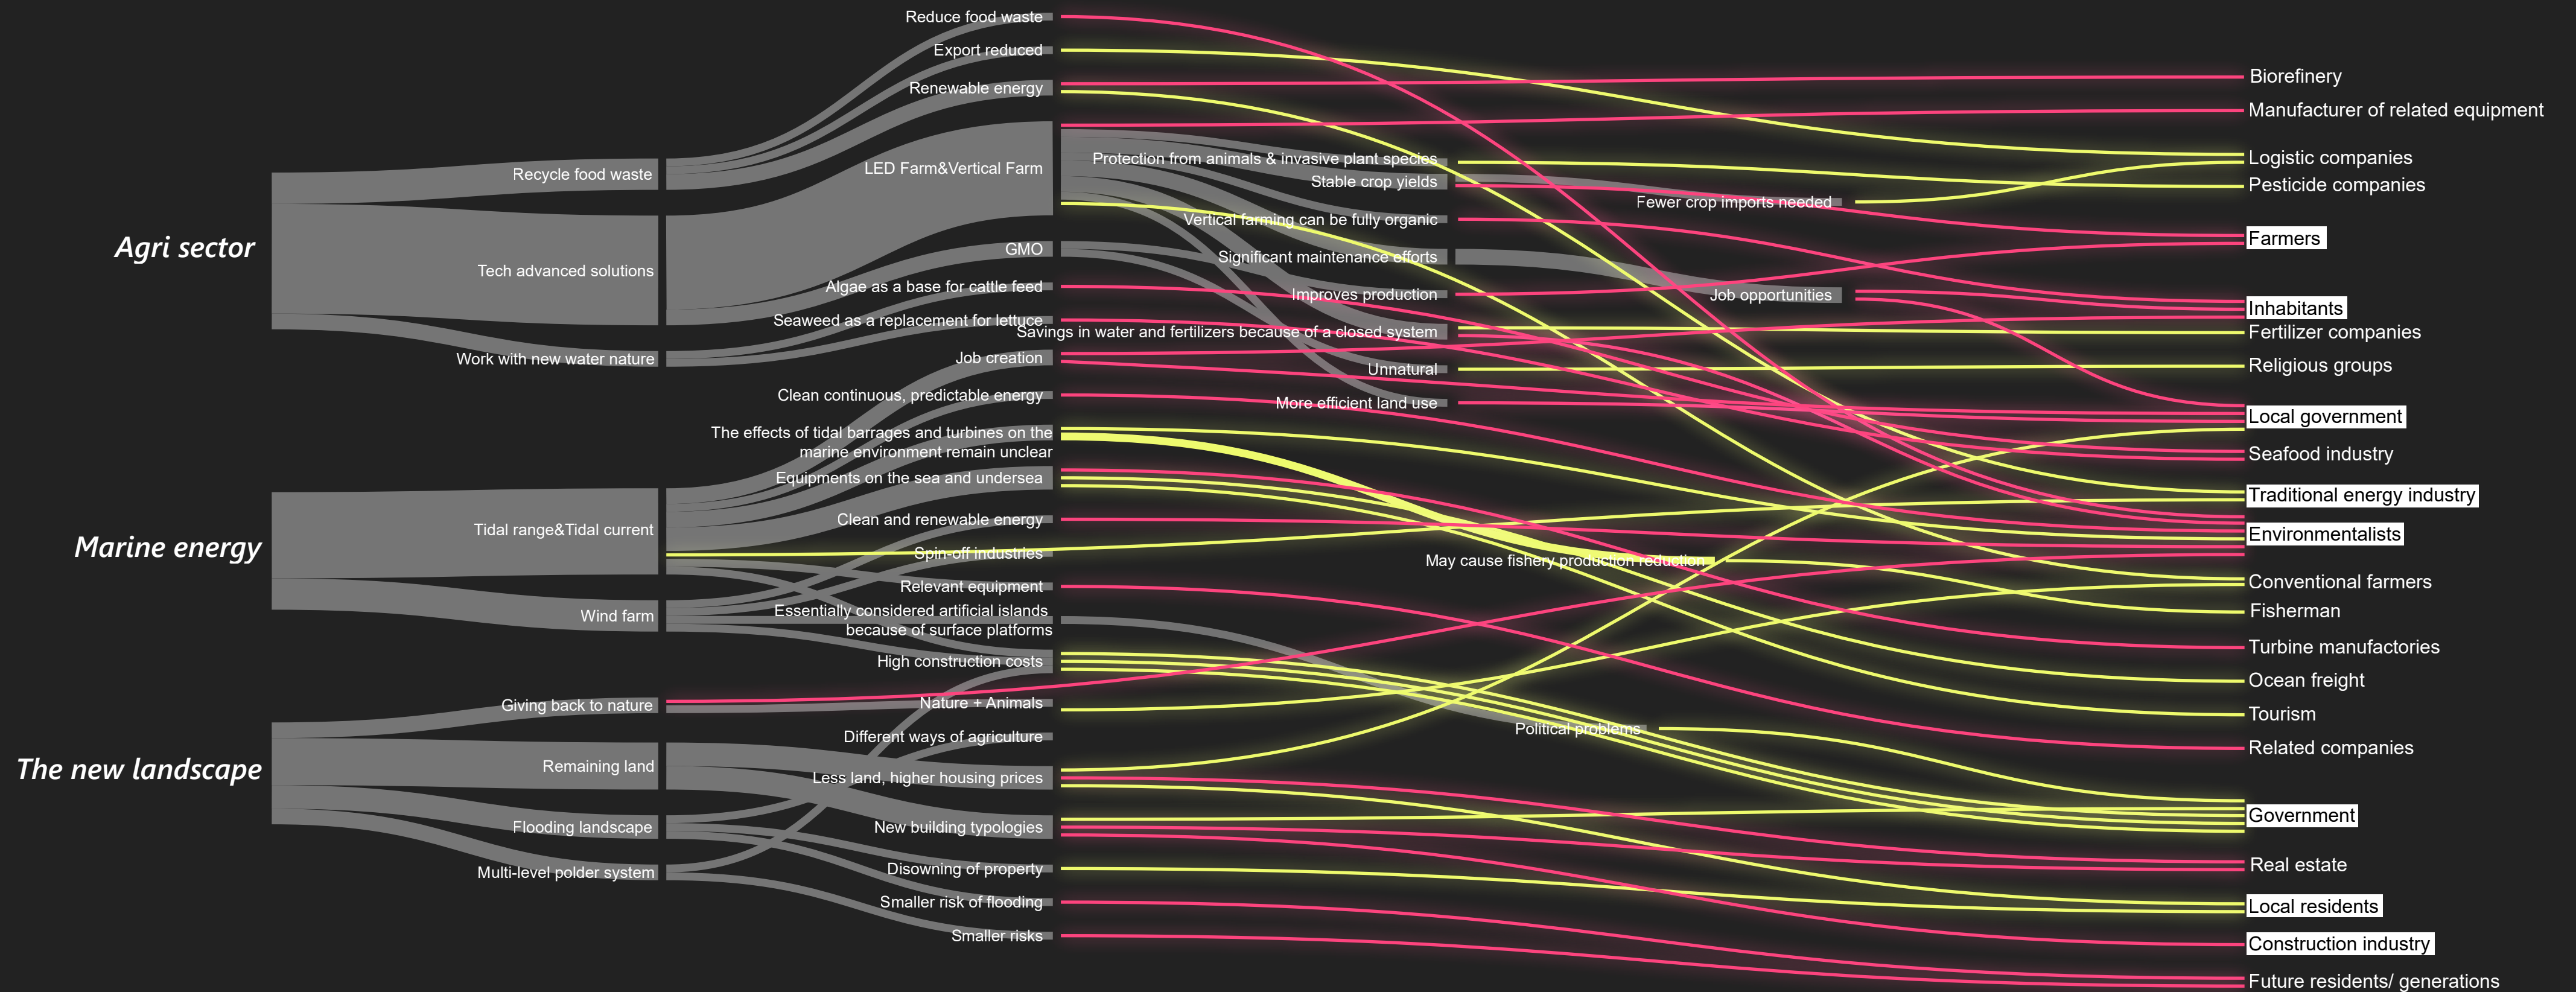 Agri sector
Marine energy
The new landscape
Recycle food waste
Tech advanced solutions
Work with new water nature
Tidal range&Tidal current
Wind farm
Giving back to nature
Remaining land
Flooding landscape
Multi-level polder system
Reduce food waste
Export reduced
Renewable energy
LED Farm&Vertical Farm
GMO
Algae as a base for cattle feed
Seaweed as a replacement for lettuce
Job creation
Clean continuous, predictable energy
The effects of tidal barrages and turbines on the
marine environment remain unclear
Equipments on the sea and undersea
Clean and renewable energy
Spin-off industries
Relevant equipment
Essentially considered artificial islands
because of surface platforms
High construction costs
Nature + Animals
Different ways of agriculture
Less land, higher housing prices
New building typologies
Disowning of property
Smaller risk of flooding
Smaller risks
Protection from animals & invasive plant species
Stable crop yields
Vertical farming can be fully organic
Significant maintenance efforts
Improves production
Savings in water and fertilizers because of a closed system
Unnatural
More efficient land use
May cause fishery production reduction
Political problems
Fewer crop imports needed
Job opportunities
Biorefinery
Manufacturer of related equipment
Logistic companies
Pesticide companies
Farmers
Inhabitants
Fertilizer companies
Religious groups
Local government
Seafood industry
Traditional energy industry
Environmentalists
Conventional farmers
Fisherman
Turbine manufactories
Ocean freight
Tourism
Related companies
Government
Real estate
Local residents
Construction industry
Future residents/ generations